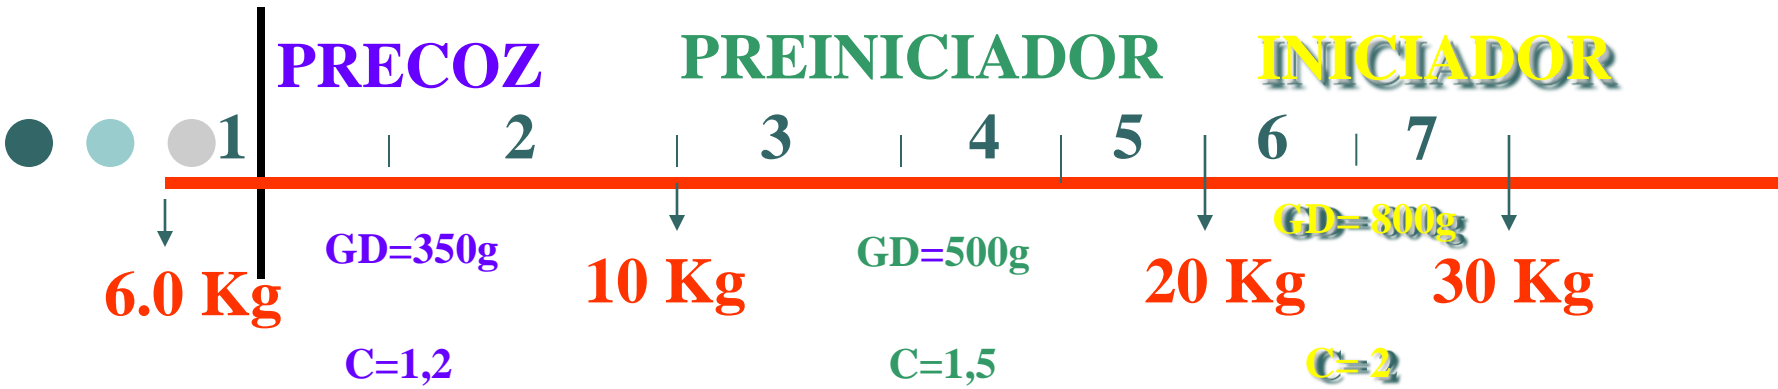 PRECOZ PREINICIADOR INICIADOR
1 2 3 4 5 6 7
GD=350g GD=500g GD= 800g
6.0 Kg 10 Kg 20 Kg 30 Kg
C=1,2 C=1,5 C= 2